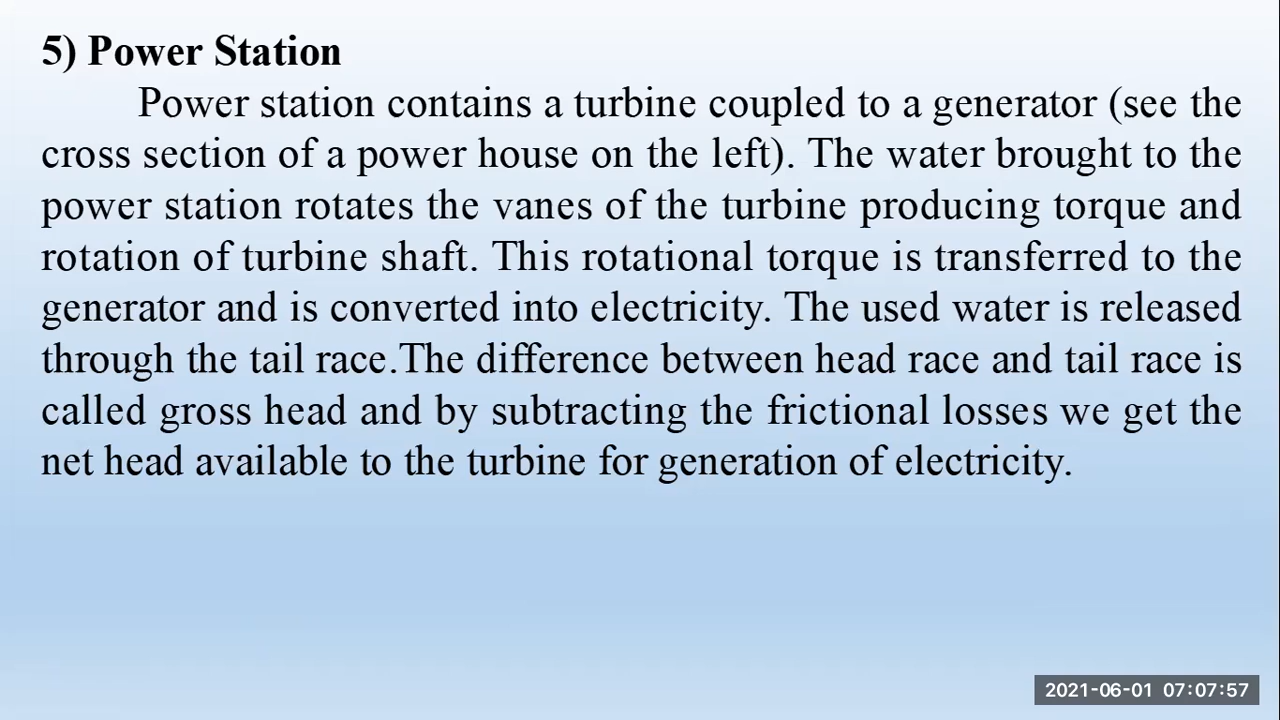 5) Power Station
Power station contains a turbine coupled to a generator (see the
cross section of a power house on the left). The water brought to the
power station rotates the vanes of the turbine producing torque and
rotation of turbine shaft. This rotational torque is transferred to the
generator and is converted into electricity. The used water is released
through the tail race.The difference between head race and tail race is
called gross head and by subtracting the frictional losses we get the
net head available to the turbine for generation of electricity.
2021-06-01 07:07:57